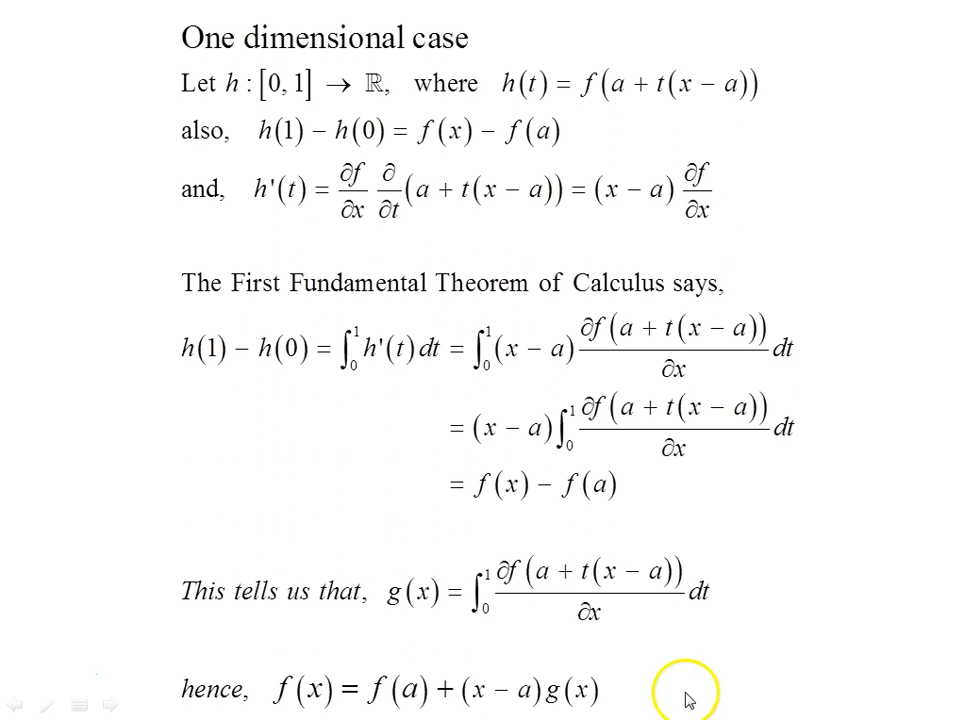 One dimensional case
Let h : [0, 1] → ℝ, where h(t) = f(a + t(x − a))
also, h(1) − h(0) = f(x) − f(a)
and, h'(t) = ∂f/∂x ∂/∂t (a + t(x − a)) = (x − a) ∂f/∂x
The First Fundamental Theorem of Calculus says,
h(1) − h(0) = ∫₀¹ h'(t) dt = ∫₀¹ (x − a) ∂f(a + t(x − a))/∂x dt
= (x − a) ∫₀¹ ∂f(a + t(x − a))/∂x dt
= f(x) − f(a)
This tells us that, g(x) = ∫₀¹ ∂f(a + t(x − a))/∂x dt
hence, f(x) = f(a) + (x − a) g(x)